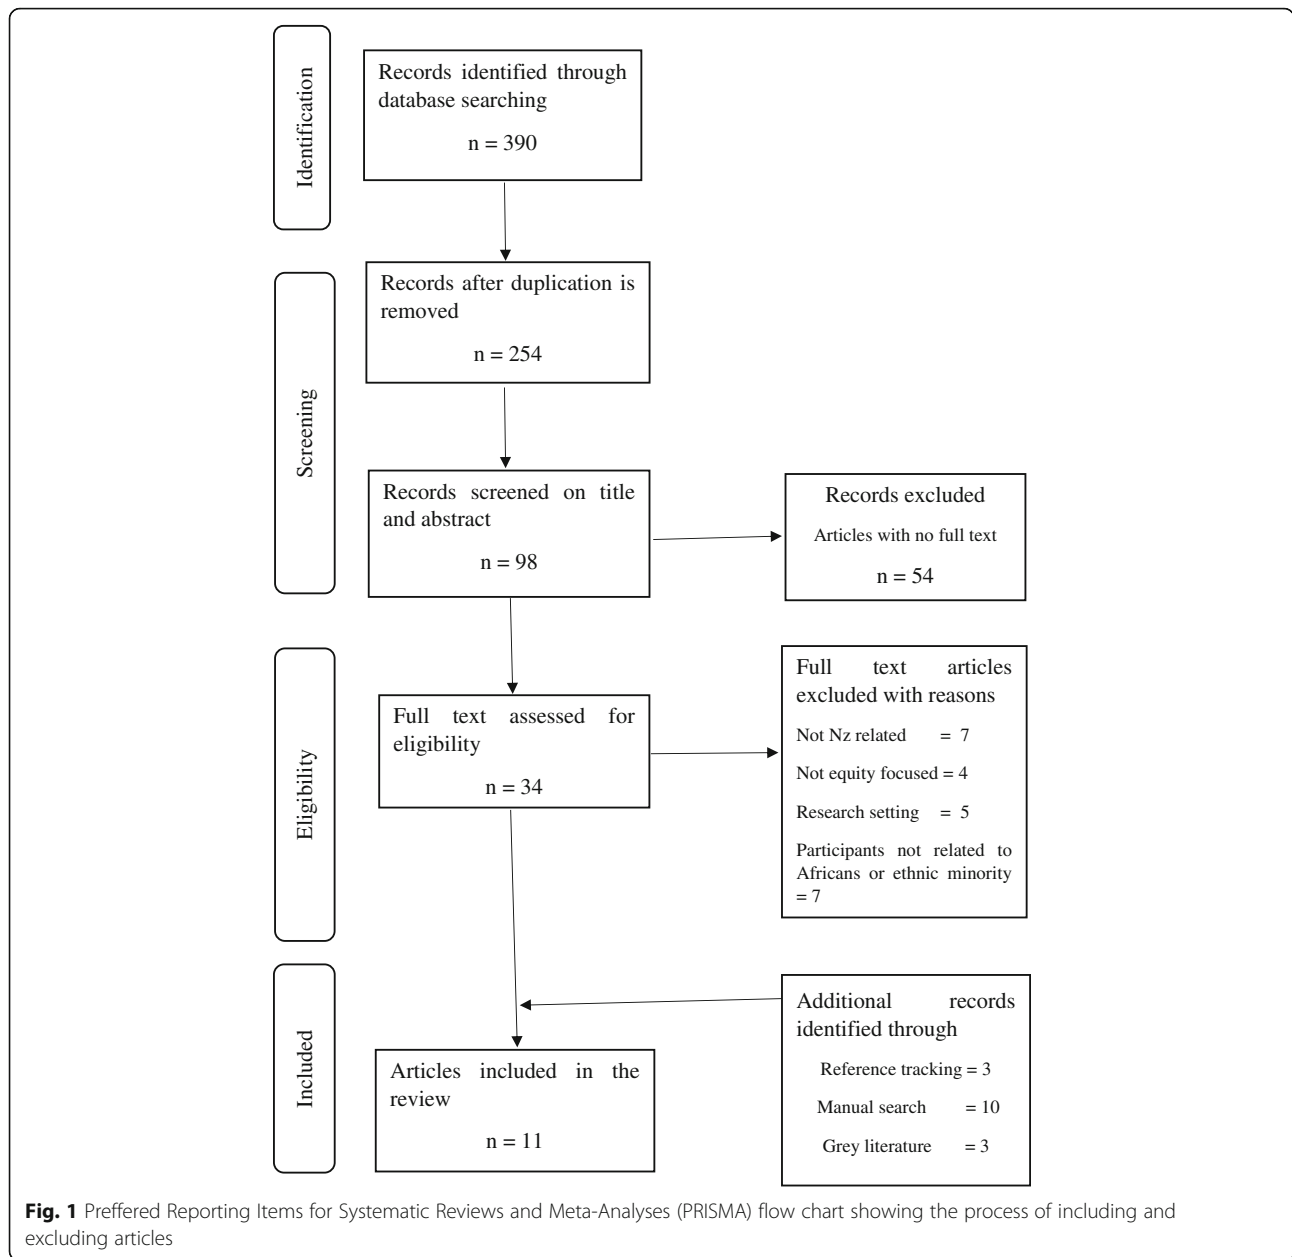 Identification
Records identified through
database searching
n = 390
Screening
Records after duplication is
removed
n = 254
Records screened on title
and abstract
n = 98
Records excluded
Articles with no full text
n = 54
Eligibility
Full text assessed for
eligibility
n = 34
Full text articles
excluded with reasons
Not Nz related = 7
Not equity focused = 4
Research setting = 5
Participants not related to
Africans or ethnic minority
= 7
Included
Additional records
identified through
Reference tracking = 3
Manual search = 10
Grey literature = 3
Articles included in the
review
n = 11
Fig. 1 Preffered Reporting Items for Systematic Reviews and Meta-Analyses (PRISMA) flow chart showing the process of including and
excluding articles